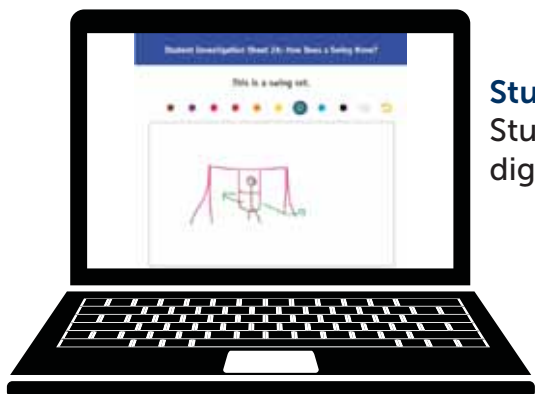 Student Investigation Sheet 2A: How Does a Swing Move?
This is a swing set.
Stu
Stu
dig